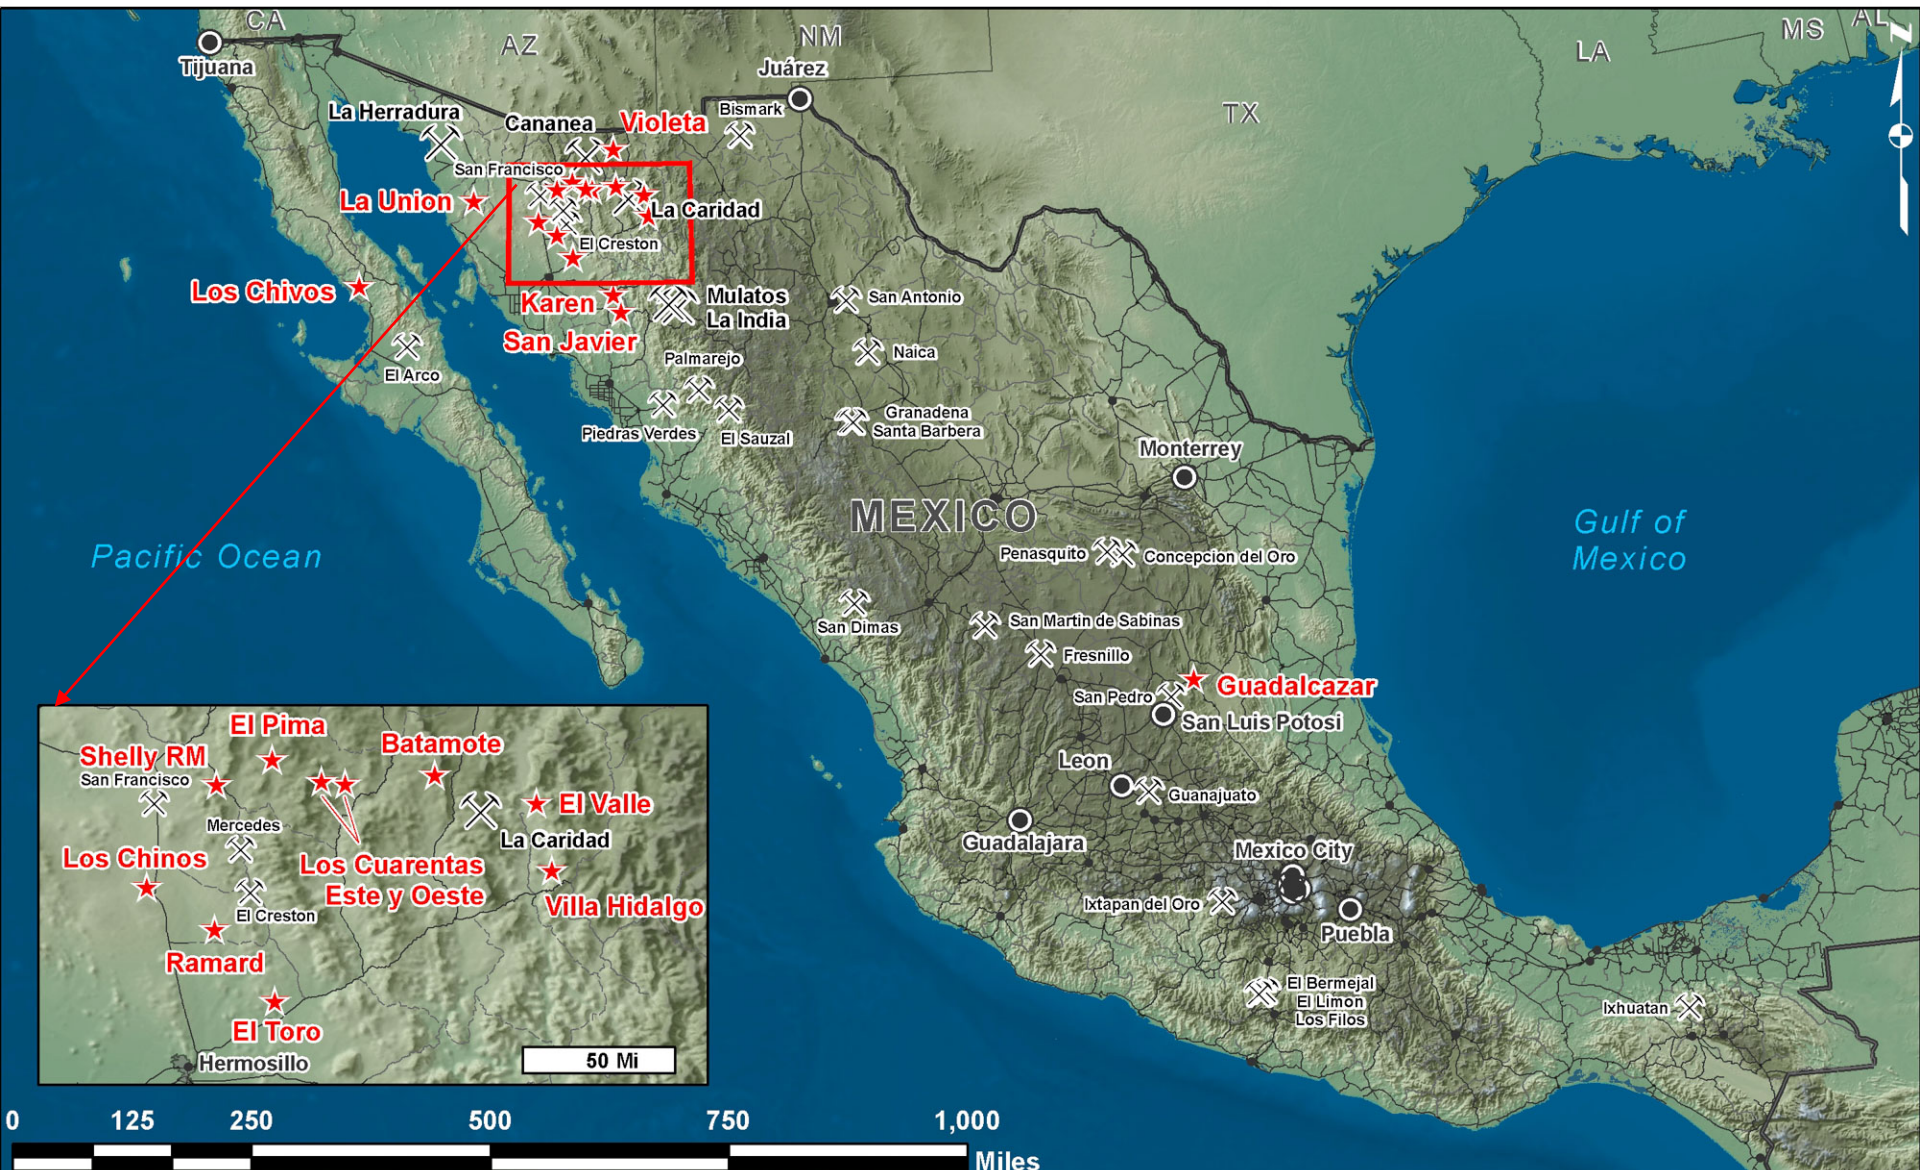 CA
AZ
NM
TX
LA
MS
AL
N
Tijuana
Juárez
La Herradura
Cananea
Violeta
Bismark
San Francisco
La Union
La Caridad
El Creston
Los Chivos
Karen
San Javier
Mulatos
La India
San Antonio
El Arco
Palmarejo
Naica
Piedras Verdes
El Sauzal
Granadena
Santa Barbera
Monterrey
MEXICO
Pacific Ocean
Gulf of
Mexico
Penasquito
Concepcion del Oro
San Dimas
San Martin de Sabinas
Fresnillo
San Pedro
Guadalcazar
San Luis Potosi
Leon
Guanajuato
Guadalajara
Mexico City
Ixtapan del Oro
Puebla
El Bermejal
El Limon
Los Filos
Ixhuatan
El Pima
Shelly RM
San Francisco
Batamote
El Valle
Mercedes
La Caridad
Los Chinos
Los Cuarentas
Este y Oeste
El Creston
Villa Hidalgo
Ramard
El Toro
Hermosillo
50 Mi
0 125 250 500 750 1,000
Miles